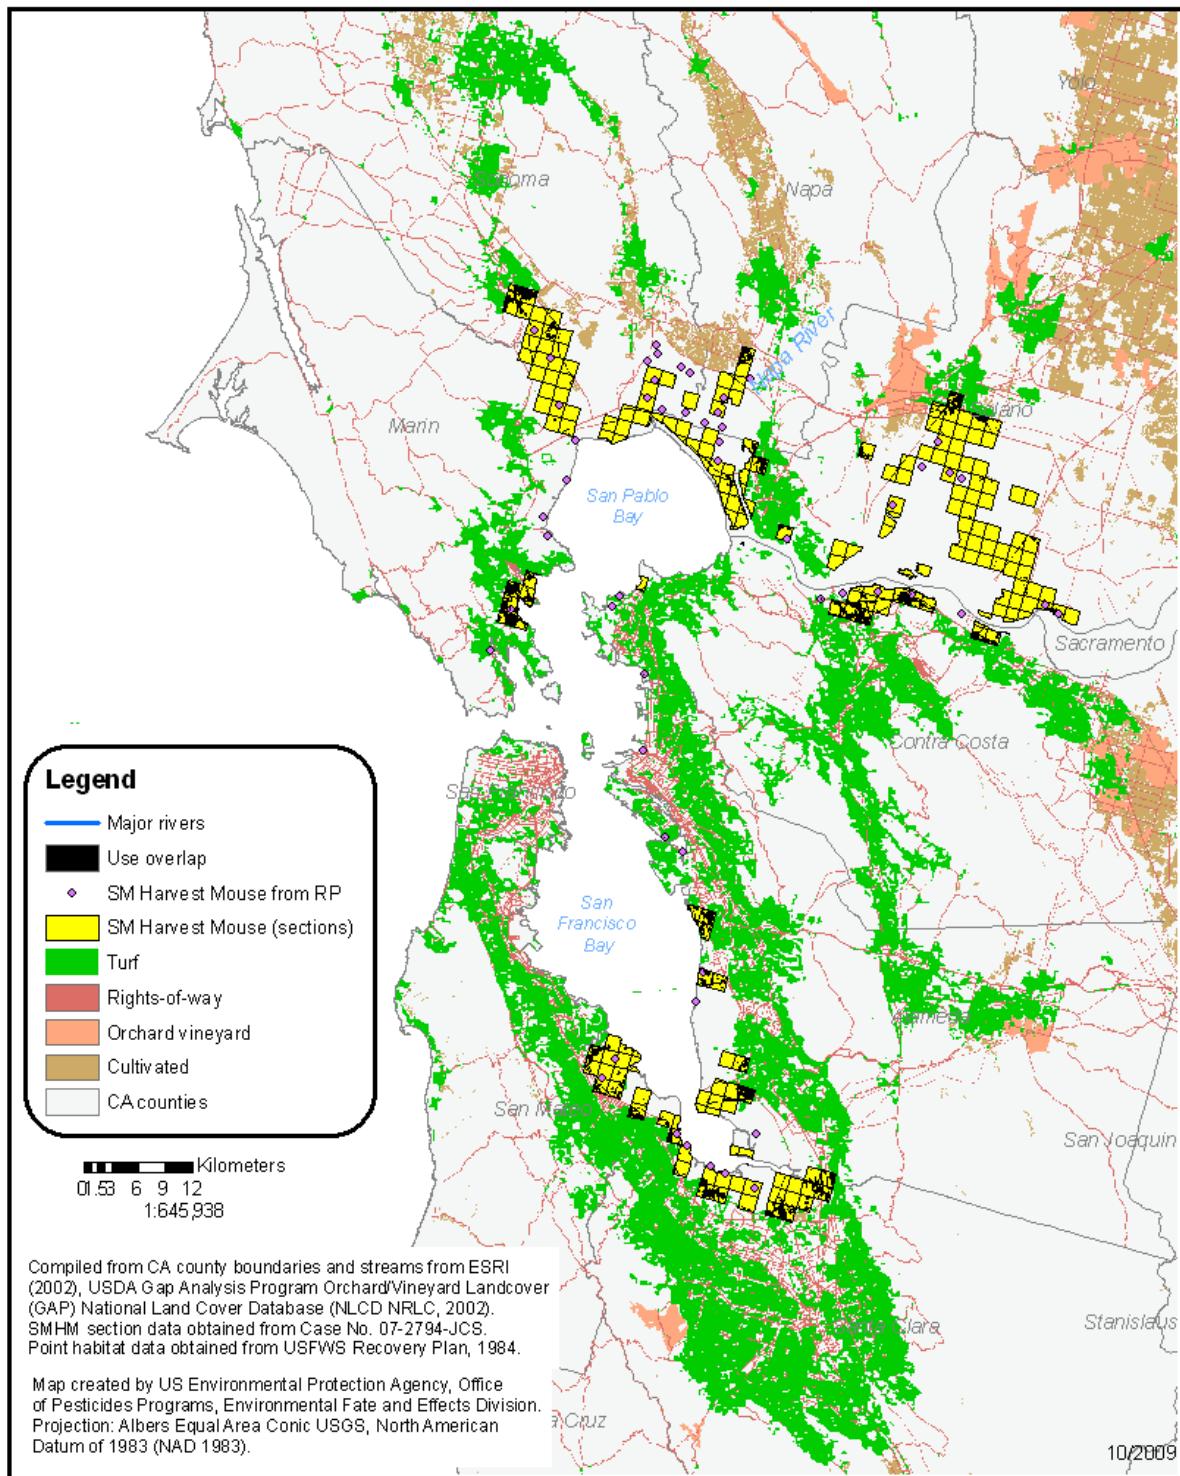 Yolo
Sonoma
Napa
Napa River
Solano
Marin
San Pablo
Bay
Sacramento
Contra Costa
San
Francisco
Bay
Alameda
San Mateo
San Joaquin
Stanislaus
Legend
Major rivers
Use overlap
SM Harvest Mouse from RP
SM Harvest Mouse (sections)
Turf
Rights-of-way
Orchard vineyard
Cultivated
CA counties
Kilometers
01.53 6 9 12
1:645,938
Compiled from CA county boundaries and streams from ESRI
(2002), USDA Gap Analysis Program Orchard/Vineyard Landcover
(GAP) National Land Cover Database (NLCD NRLC, 2002).
SMHM section data obtained from Case No. 07-2794-JCS.
Point habitat data obtained from USFWS Recovery Plan, 1984.
Map created by US Environmental Protection Agency, Office
of Pesticides Programs, Environmental Fate and Effects Division.
Projection: Albers Equal Area Conic USGS, North American
Datum of 1983 (NAD 1983).
a Cruz
10/2009